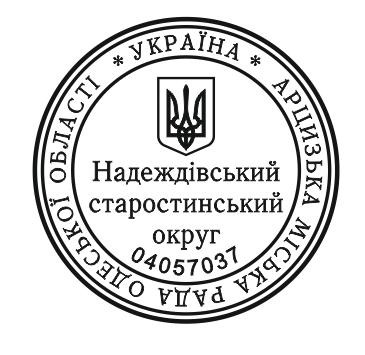 * УКРАЇНА *
АРЦИЗЬКА МІСЬКА РАДА ОДЕСЬКОЇ ОБЛАСТІ
Надеждівський
старостинський
округ
04057037